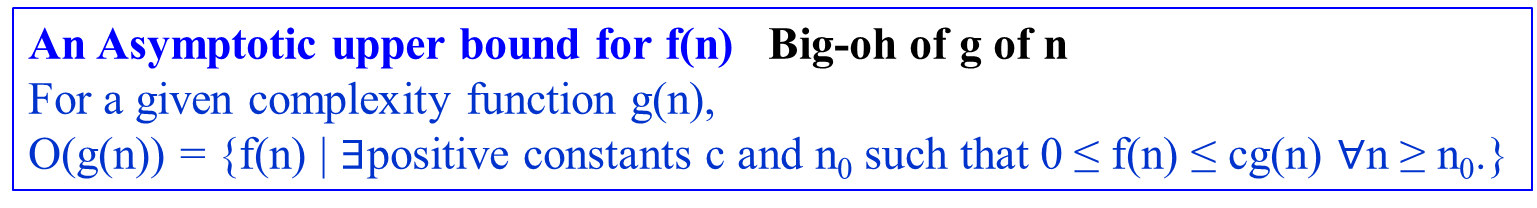 An Asymptotic upper bound for f(n) Big-oh of g of n
For a given complexity function g(n),
O(g(n)) = {f(n) | ∃positive constants c and n₀ such that 0 ≤ f(n) ≤ cg(n) ∀n ≥ n₀.}